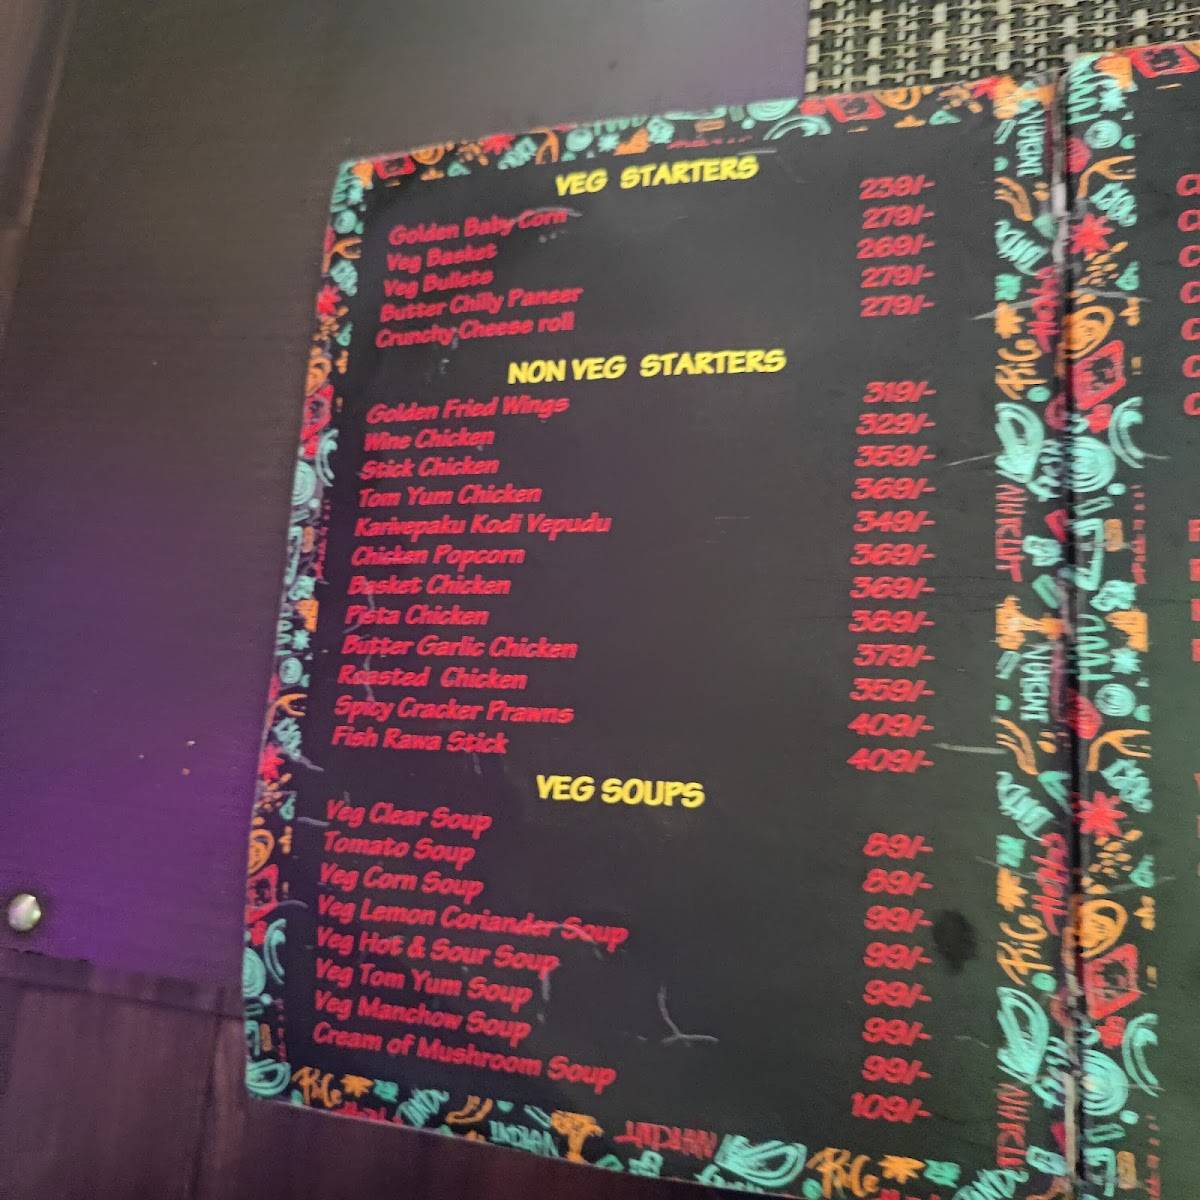 VEG STARTERS
Golden Baby Corn 239/-
Veg Basket 279/-
Veg Bullets 269/-
Butter Chilly Paneer 279/-
Crunchy Cheese roll 279/-
NON VEG STARTERS
Golden Fried Wings 319/-
Wine Chicken 329/-
Stick Chicken 359/-
Tom Yum Chicken 369/-
Karivepaku Kodi Vepudu 349/-
Chicken Popcorn 369/-
Basket Chicken 369/-
Pista Chicken 369/-
Butter Garlic Chicken 379/-
Roasted Chicken 359/-
Spicy Cracker Prawns 409/-
Fish Rawa Stick 409/-
VEG SOUPS
Veg Clear Soup 89/-
Tomato Soup 89/-
Veg Corn Soup 99/-
Veg Lemon Coriander Soup 99/-
Veg Hot & Sour Soup 99/-
Veg Tom Yum Soup 99/-
Veg Manchow Soup 99/-
Cream of Mushroom Soup 109/-